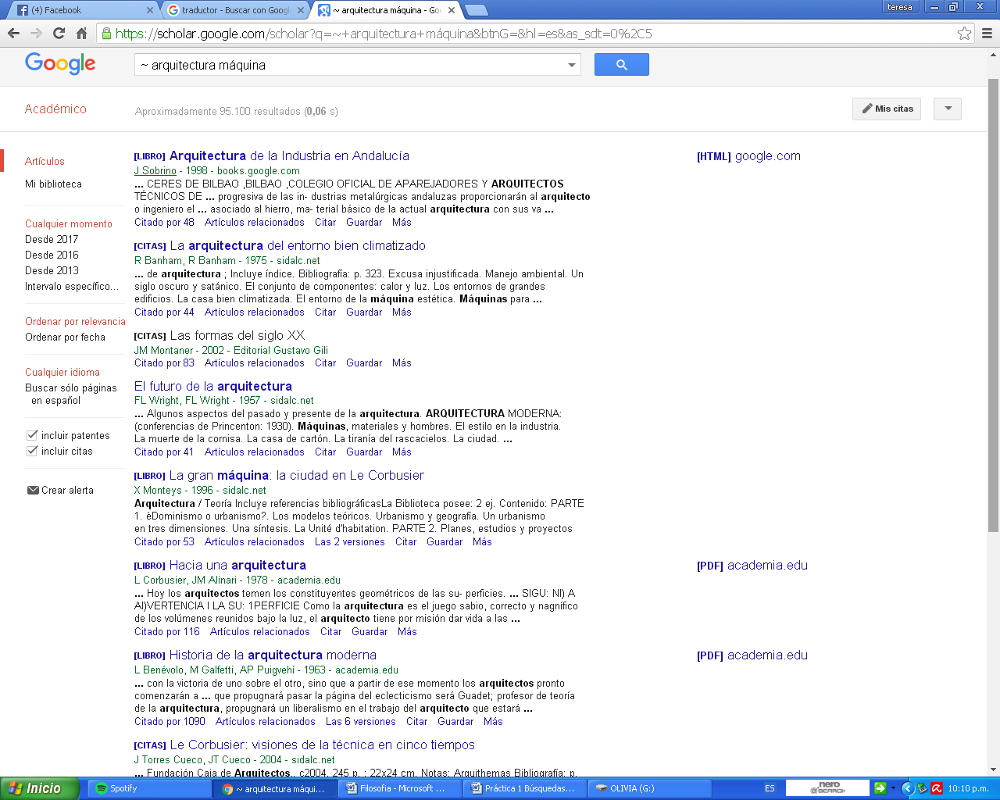 (4) Facebook
traductor - Buscar con Googl
~ arquitectura máquina - Go
teresa
https://scholar.google.com/scholar?q=~+arquitectura+máquina&btnG=&hl=es&as_sdt=0%2C5
Google
~ arquitectura máquina
Académico
Aproximadamente 95.100 resultados (0,06 s)
Mis citas
Artículos
Mi biblioteca
Cualquier momento
Desde 2017
Desde 2016
Desde 2013
Intervalo específico...
Ordenar por relevancia
Ordenar por fecha
Cualquier idioma
Buscar sólo páginas
en español
incluir patentes
incluir citas
Crear alerta
[LIBRO] Arquitectura de la Industria en Andalucía
[HTML] google.com
J Sobrino - 1998 - books.google.com
... CERES DE BILBAO ,BILBAO ,COLEGIO OFICIAL DE APAREJADORES Y ARQUITECTOS
TÉCNICOS DE ... progresiva de las in- dustrias metalúrgicas andaluzas proporcionarán al arquitecto
o ingeniero el ... asociado al hierro, ma- terial básico de la actual arquitectura con sus va ...
Citado por 48 Artículos relacionados Citar Guardar Más
[CITAS] La arquitectura del entorno bien climatizado
R Banham, R Banham - 1975 - sidalc.net
... de arquitectura ; Incluye índice. Bibliografía: p. 323. Excusa injustificada. Manejo ambiental. Un
siglo oscuro y satánico. El conjunto de componentes: calor y luz. Los entornos de grandes
edificios. La casa bien climatizada. El entorno de la máquina estética. Máquinas para ...
Citado por 44 Artículos relacionados Citar Guardar Más
[CITAS] Las formas del siglo XX
JM Montaner - 2002 - Editorial Gustavo Gili
Citado por 83 Artículos relacionados Citar Guardar Más
El futuro de la arquitectura
FL Wright, FL Wright - 1957 - sidalc.net
... Algunos aspectos del pasado y presente de la arquitectura. ARQUITECTURA MODERNA:
(conferencias de Princenton: 1930). Máquinas, materiales y hombres. El estilo en la industria.
La muerte de la cornisa. La casa de cartón. La tiranía del rascacielos. La ciudad. ...
Citado por 41 Artículos relacionados Citar Guardar Más
[LIBRO] La gran máquina: la ciudad en Le Corbusier
X Monteys - 1996 - sidalc.net
Arquitectura / Teoría Incluye referencias bibliográficasLa Biblioteca posee: 2 ej. Contenido: PARTE
1. èDominismo o urbanismo?. Los modelos teóricos. Urbanismo y geografía. Un urbanismo
en tres dimensiones. Una síntesis. La Unité d'habitation. PARTE 2. Planes, estudios y proyectos
Citado por 53 Artículos relacionados Las 2 versiones Citar Guardar Más
[LIBRO] Hacia una arquitectura
[PDF] academia.edu
L Corbusier, JM Alinari - 1978 - academia.edu
... Hoy los arquitectos temen los constituyentes geométricos de las su- perficies. ... SIGU: NI) A
AI)VERTENCIA I LA SU: 1PERFICIE Como la arquitectura es el juego sabio, correcto y nagnífico
de los volúmenes reunidos bajo la luz, el arquitecto tiene por misión dar vida a las ...
Citado por 116 Artículos relacionados Citar Guardar Más
[LIBRO] Historia de la arquitectura moderna
[PDF] academia.edu
L Benévolo, M Galfetti, AP Puigvehí - 1963 - academia.edu
... con la victoria de uno sobre el otro, sino que a partir de ese momento los arquitectos pronto
comenzarán a ... que propugnará pasar la página del eclecticismo será Guadet; profesor de teoría
de la arquitectura, propugnará un liberalismo en el trabajo del arquitecto que estará ...
Citado por 1090 Artículos relacionados Las 6 versiones Citar Guardar Más
[CITAS] Le Corbusier: visiones de la técnica en cinco tiempos
J Torres Cueco, JT Cueco - 2004 - sidalc.net
... Fundación Caja de Arquitectos,. c2004. 245 p. : 22x24 cm. Notas: Arquithemas Bibliografía: p.
Inicio
Spotify
~ arquitectura máqui...
Filosofia - Microsoft ...
Práctica 1 Búsquedas...
OLIVIA (G:)
ES
nero
SEARCH
10:10 p.m.